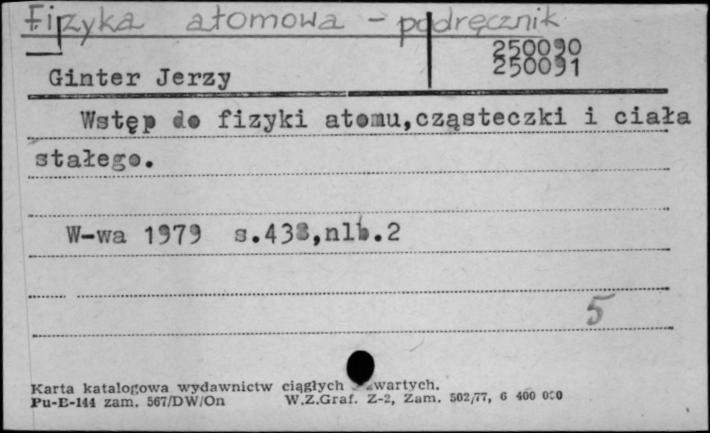 Fizyka atomowa - podręcznik
250090
250091
Ginter Jerzy
Wstęp do fizyki atomu,cząsteczki i ciała
stałego.
W-wa 1979 s.438,nlb.2
5
Karta katalogowa wydawnictw ciągłych zwartych.
Pu-E-144 zam. 567/DW/On W.Z.Graf. Z-2, Zam. 502/77, 6 400 000